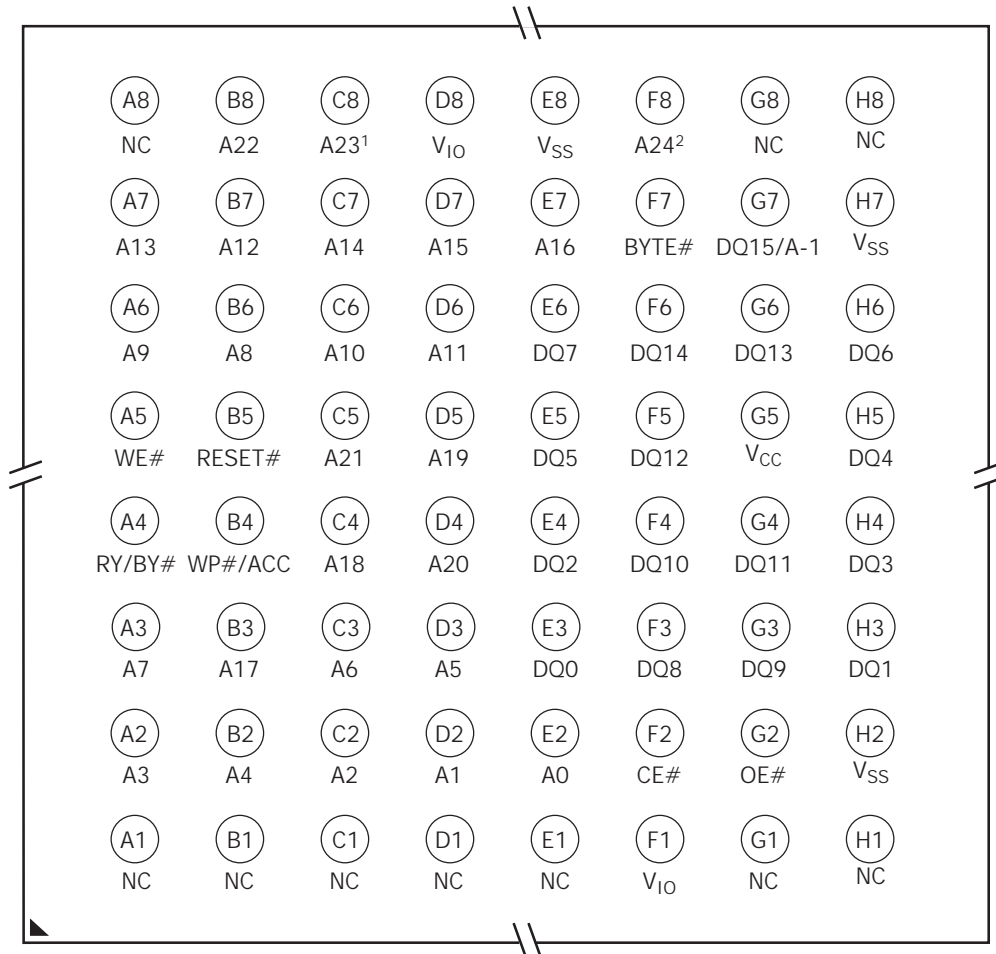 A8 B8 C8 D8 E8 F8 G8 H8
NC A22 A23¹ V_IO V_SS A24² NC NC
A7 B7 C7 D7 E7 F7 G7 H7
A13 A12 A14 A15 A16 BYTE# DQ15/A-1 V_SS
A6 B6 C6 D6 E6 F6 G6 H6
A9 A8 A10 A11 DQ7 DQ14 DQ13 DQ6
A5 B5 C5 D5 E5 F5 G5 H5
WE# RESET# A21 A19 DQ5 DQ12 V_CC DQ4
A4 B4 C4 D4 E4 F4 G4 H4
RY/BY# WP#/ACC A18 A20 DQ2 DQ10 DQ11 DQ3
A3 B3 C3 D3 E3 F3 G3 H3
A7 A17 A6 A5 DQ0 DQ8 DQ9 DQ1
A2 B2 C2 D2 E2 F2 G2 H2
A3 A4 A2 A1 A0 CE# OE# V_SS
A1 B1 C1 D1 E1 F1 G1 H1
NC NC NC NC NC V_IO NC NC